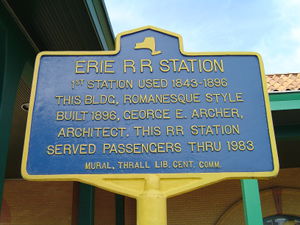 ERIE RR STATION
1ST STATION USED 1843-1896
THIS BLDG, ROMANESQUE STYLE
BUILT 1896, GEORGE E. ARCHER,
ARCHITECT. THIS RR STATION
SERVED PASSENGERS THRU 1983
MURAL, THRALL LIB. CENT. COMM.